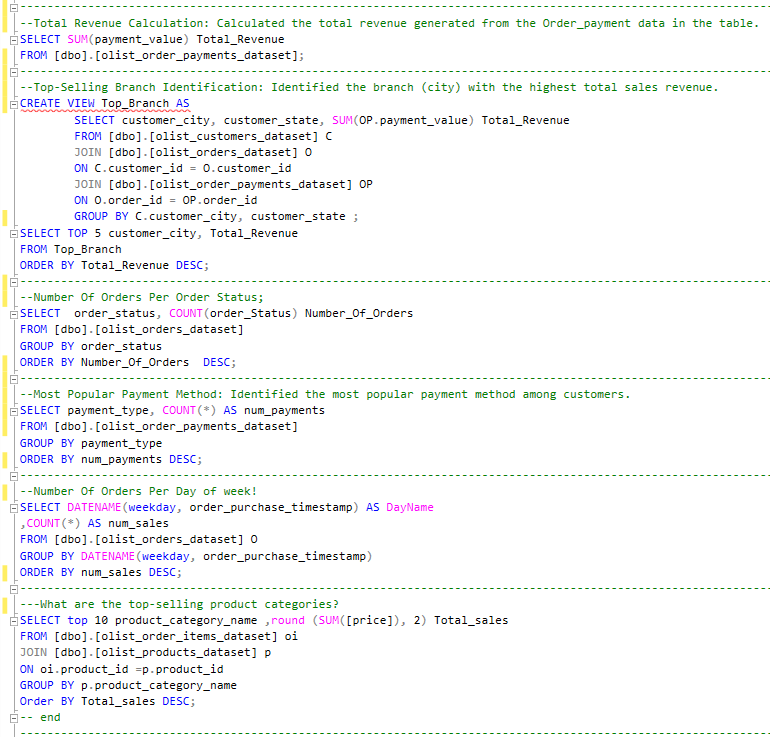 --Total Revenue Calculation: Calculated the total revenue generated from the Order_payment data in the table.
SELECT SUM(payment_value) Total_Revenue
FROM [dbo].[olist_order_payments_dataset];
--Top-Selling Branch Identification: Identified the branch (city) with the highest total sales revenue.
CREATE VIEW Top_Branch AS
SELECT customer_city, customer_state, SUM(OP.payment_value) Total_Revenue
FROM [dbo].[olist_customers_dataset] C
JOIN [dbo].[olist_orders_dataset] O
ON C.customer_id = O.customer_id
JOIN [dbo].[olist_order_payments_dataset] OP
ON O.order_id = OP.order_id
GROUP BY C.customer_city, customer_state ;
SELECT TOP 5 customer_city, Total_Revenue
FROM Top_Branch
ORDER BY Total_Revenue DESC;
--Number Of Orders Per Order Status;
SELECT  order_status, COUNT(order_Status) Number_Of_Orders
FROM [dbo].[olist_orders_dataset]
GROUP BY order_status
ORDER BY Number_Of_Orders  DESC;
--Most Popular Payment Method: Identified the most popular payment method among customers.
SELECT payment_type, COUNT(*) AS num_payments
FROM [dbo].[olist_order_payments_dataset]
GROUP BY payment_type
ORDER BY num_payments DESC;
--Number Of Orders Per Day of week!
SELECT DATENAME(weekday, order_purchase_timestamp) AS DayName
,COUNT(*) AS num_sales
FROM [dbo].[olist_orders_dataset] O
GROUP BY DATENAME(weekday, order_purchase_timestamp)
ORDER BY num_sales DESC;
---What are the top-selling product categories?
SELECT top 10 product_category_name ,round (SUM([price]), 2) Total_sales
FROM [dbo].[olist_order_items_dataset] oi
JOIN [dbo].[olist_products_dataset] p
ON oi.product_id =p.product_id
GROUP BY p.product_category_name
Order BY Total_sales DESC;
-- end